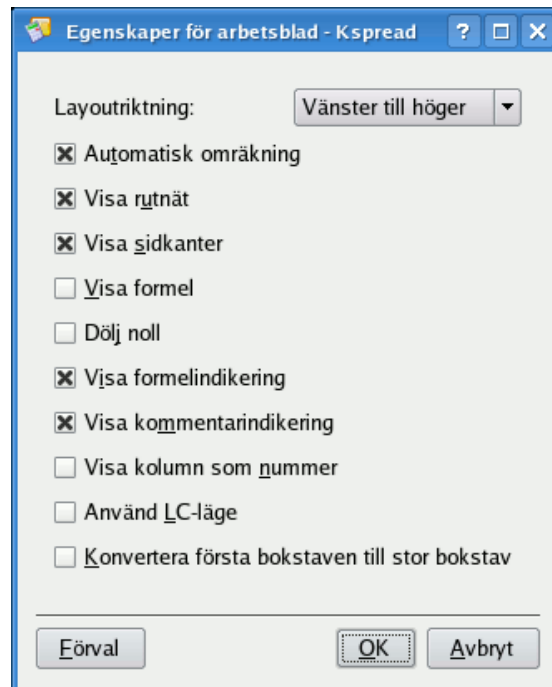 Egenskaper för arbetsblad - Kspread
Layoutriktning: Vänster till höger
Automatisk omräkning
Visa rutnät
Visa sidkanter
Visa formel
Dölj noll
Visa formelindikering
Visa kommentarindikering
Visa kolumn som nummer
Använd LC-läge
Konvertera första bokstaven till stor bokstav
Förval OK Avbryt